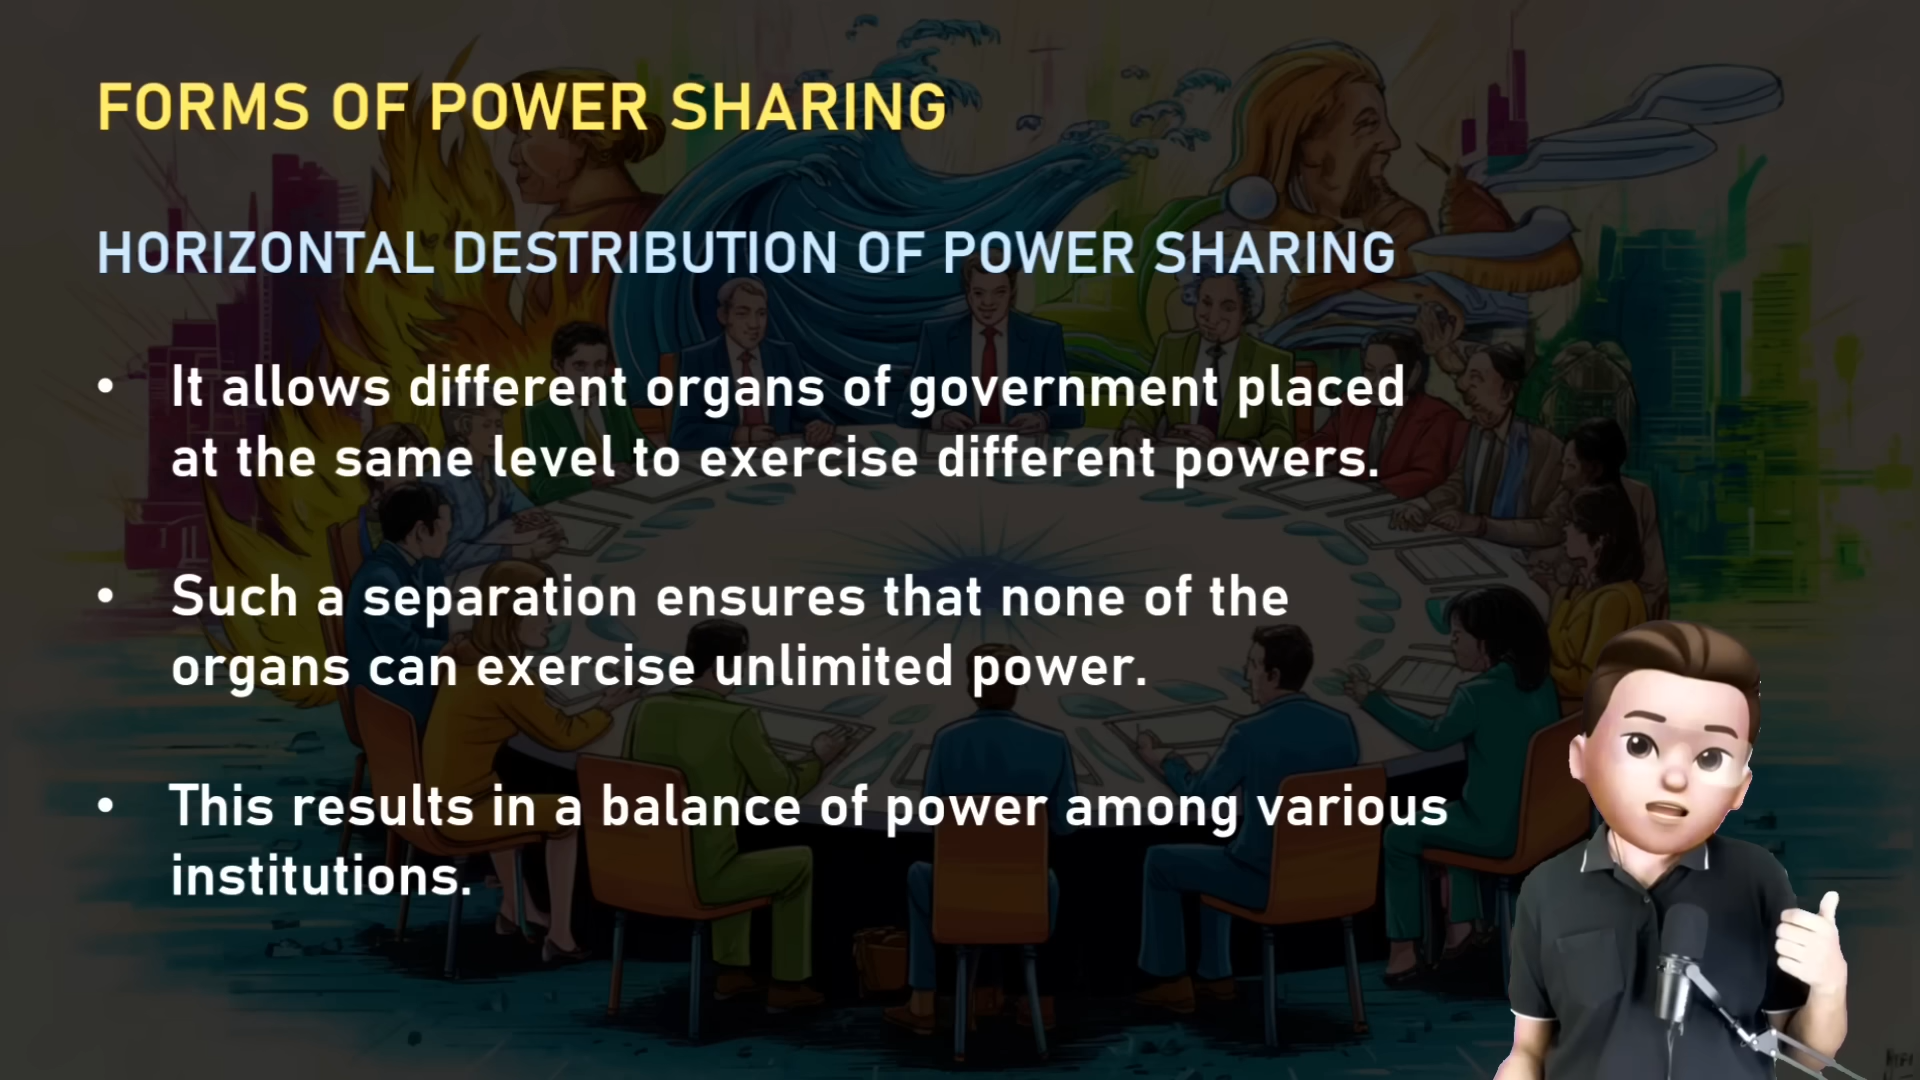 FORMS OF POWER SHARING
HORIZONTAL DESTRIBUTION OF POWER SHARING
• It allows different organs of government placed
at the same level to exercise different powers.
• Such a separation ensures that none of the
organs can exercise unlimited power.
• This results in a balance of power among various
institutions.